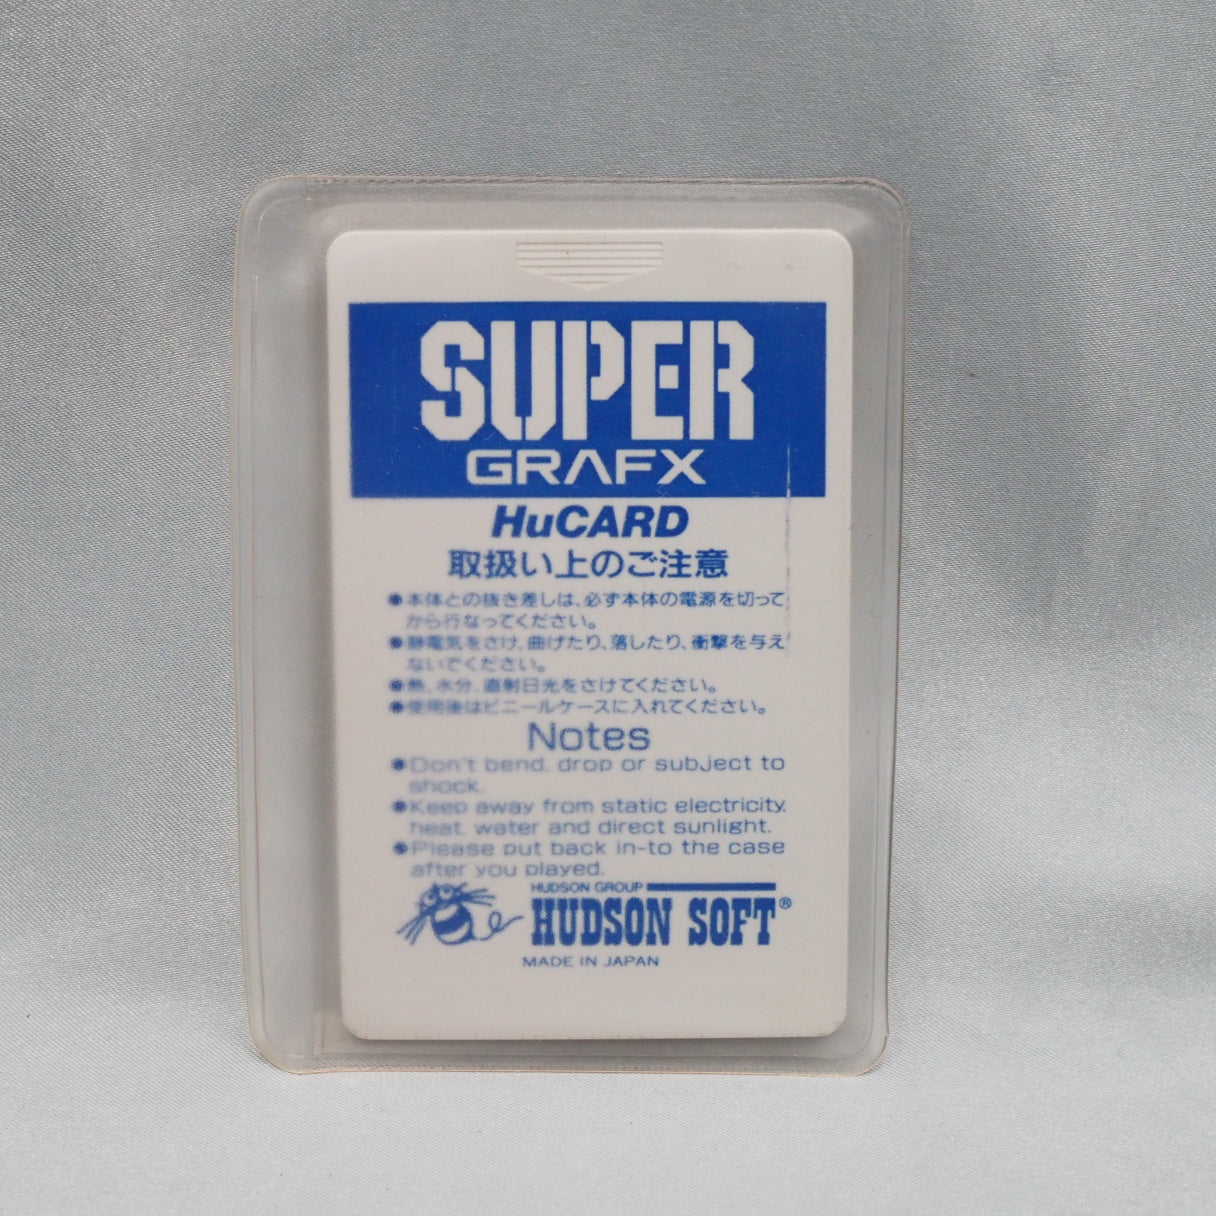 SUPER
GRAFX
HuCARD
取扱い上のご注意
●本体との抜き差しは、必ず本体の電源を切って
から行なってください。
●静電気をさけ、曲げたり、落したり、衝撃を与え
ないでください。
●熱、水分、直射日光をさけてください。
●使用後はビニールケースに入れてください。
Notes
●Don't bend, drop or subject to
shock.
●Keep away from static electricity,
heat, water and direct sunlight.
●Please put back in-to the case
after you played.
HUDSON GROUP
HUDSON SOFT®
MADE IN JAPAN